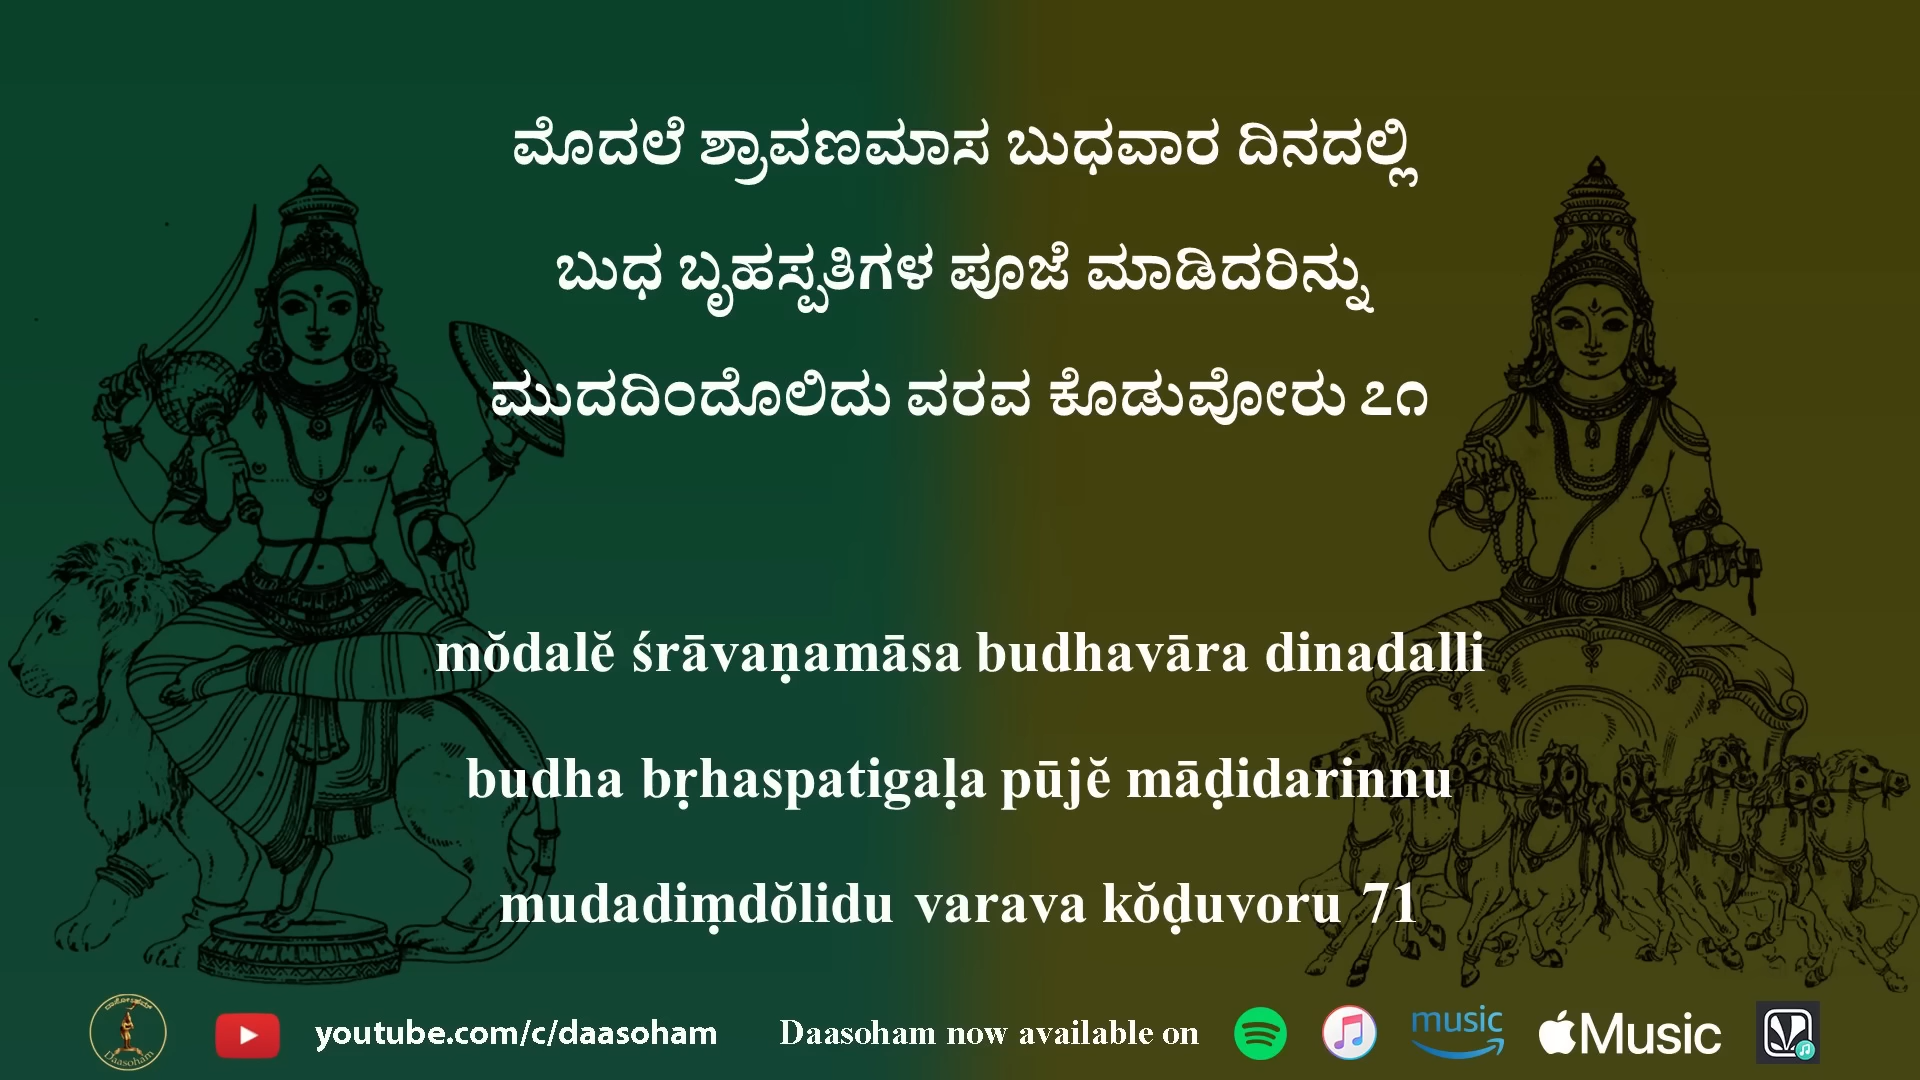 ಮೊದಲೆ ಶ್ರಾವಣಮಾಸ ಬುಧವಾರ ದಿನದಲ್ಲಿ
ಬುಧ ಬೃಹಸ್ಪತಿಗಳ ಪೂಜೆ ಮಾಡಿದರಿನ್ನು
ಮುದದಿಂದೊಲಿದು ವರವ ಕೊಡುವೋರು ೭೧
mŏdalĕ śrāvaṇamāsa budhavāra dinadalli
budha bṛhaspatigaḷa pūjĕ māḍidarinnu
mudadiṃdŏlidu varava kŏḍuvoru 71
Daasoham
youtube.com/c/daasoham
Daasoham now available on
music
Music